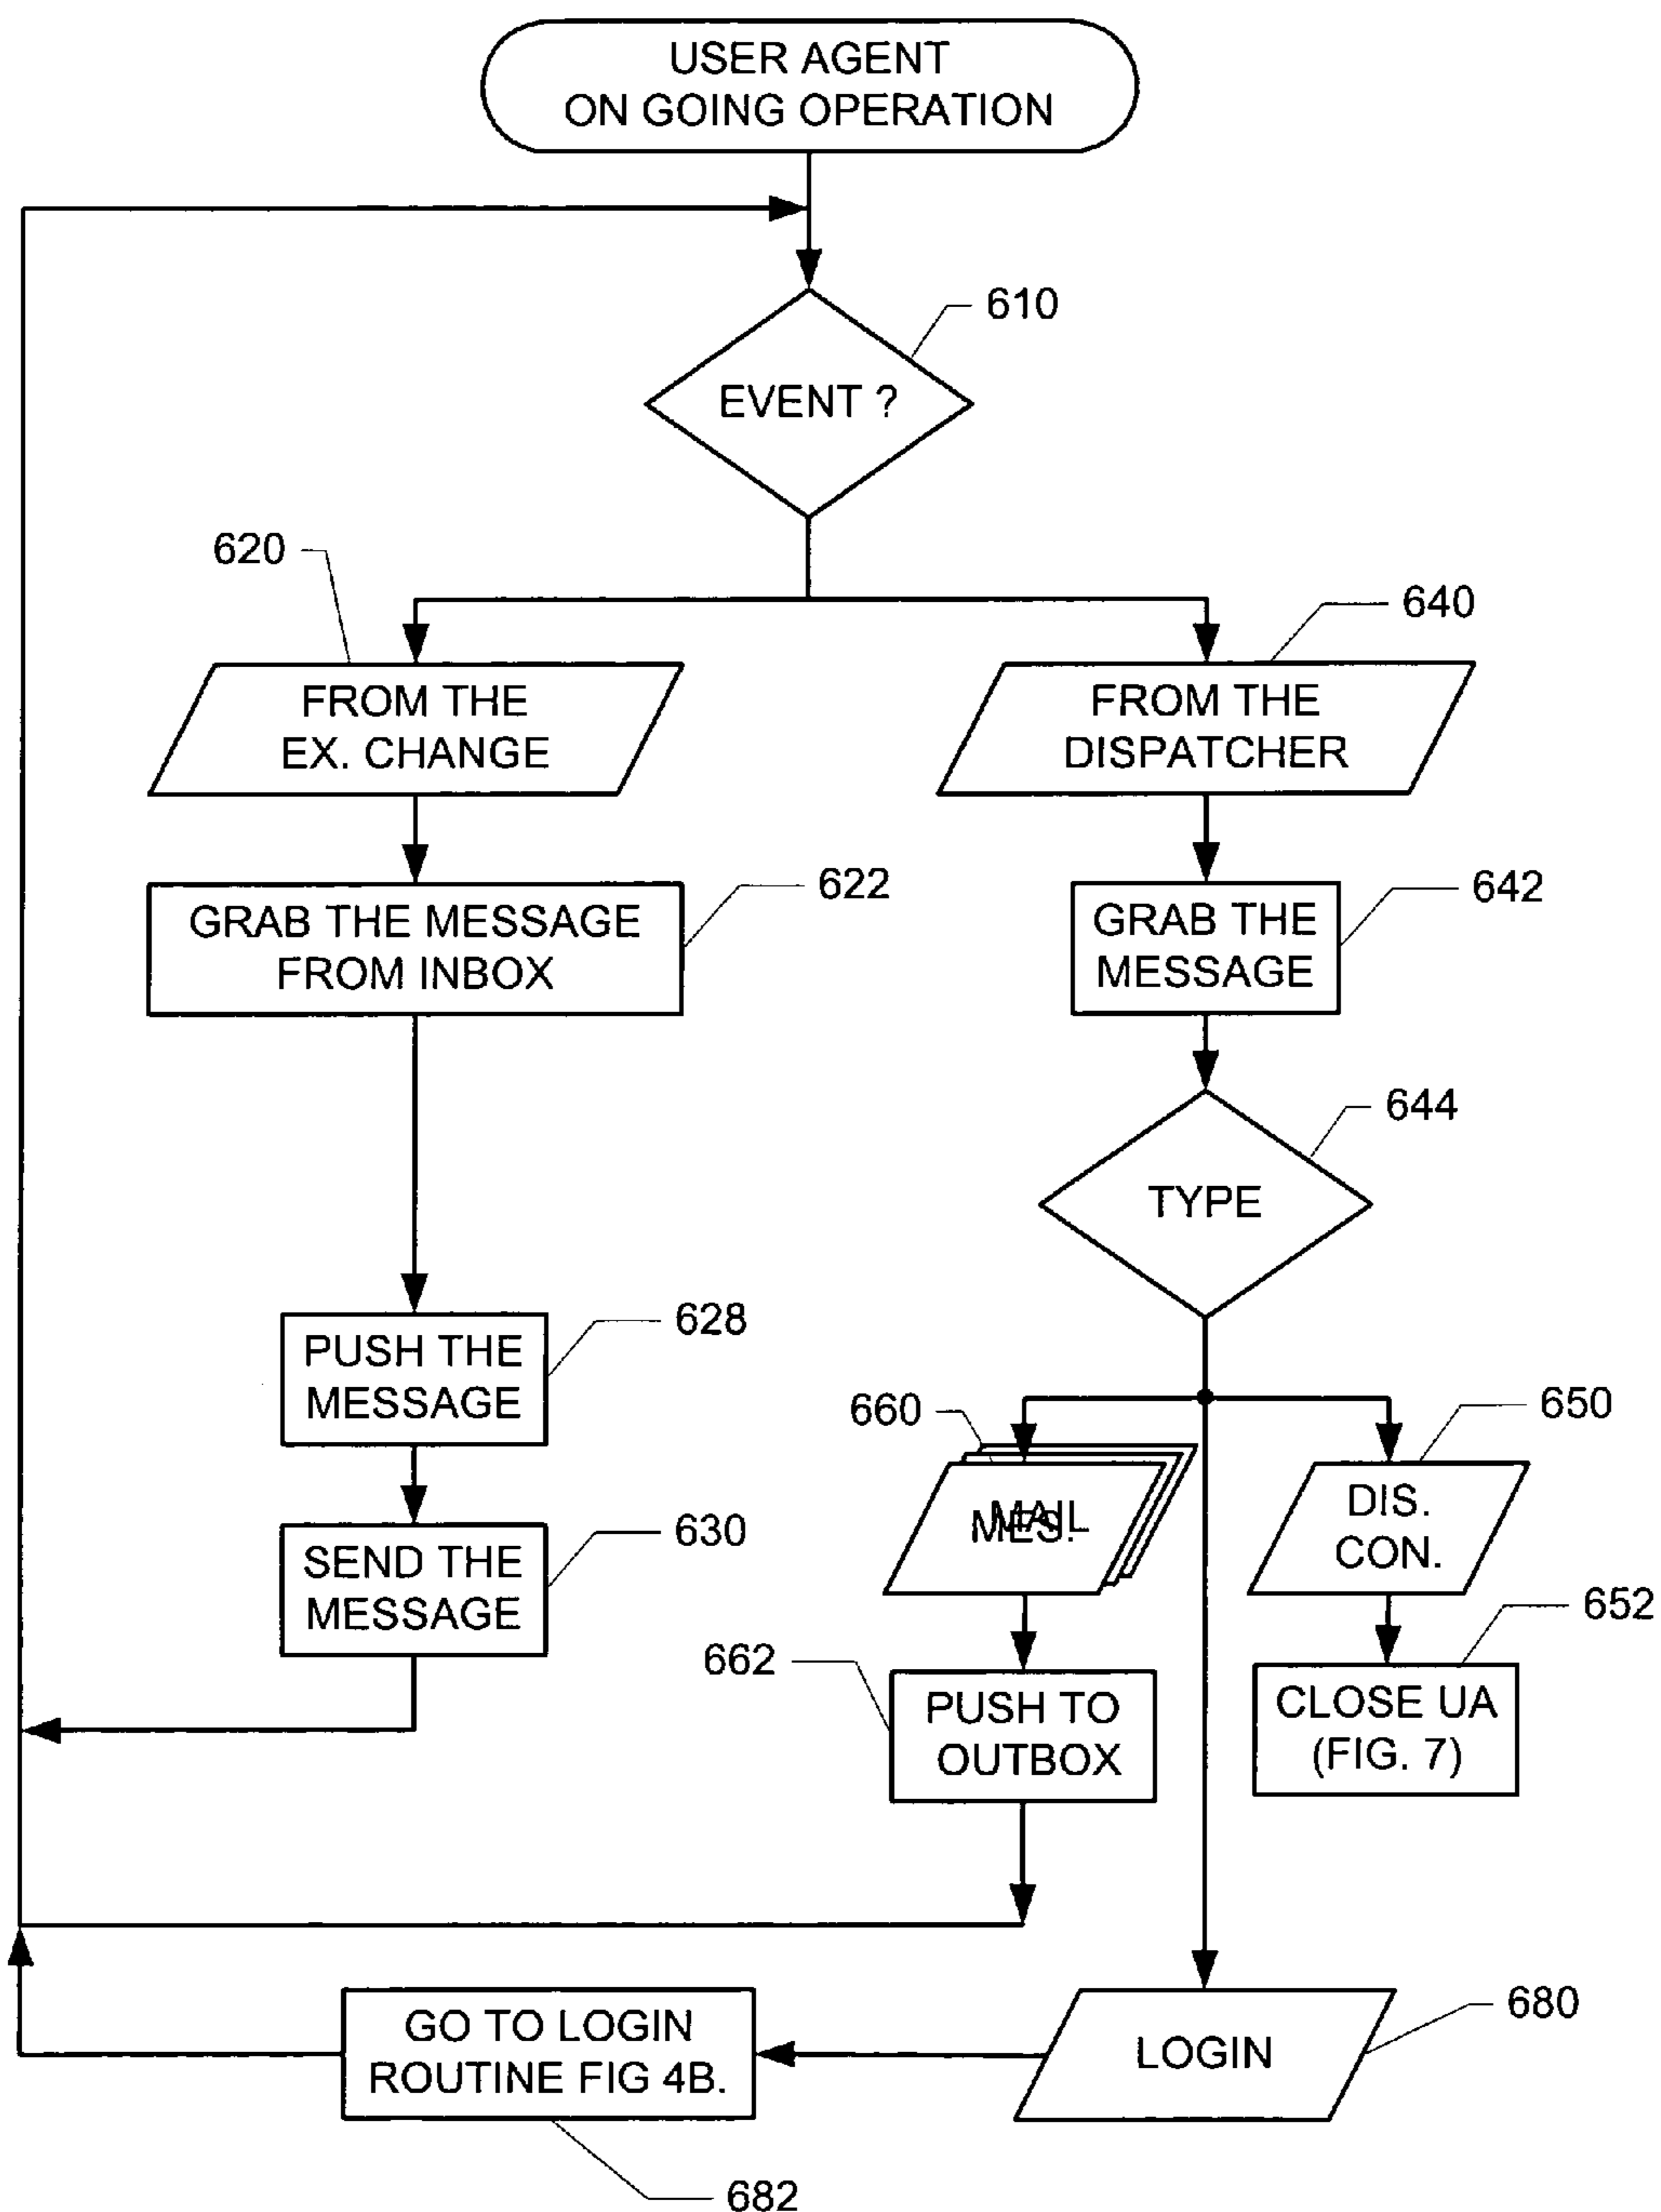 USER AGENT
ON GOING OPERATION
610
EVENT ?
620
640
FROM THE
EX. CHANGE
FROM THE
DISPATCHER
622
GRAB THE MESSAGE
FROM INBOX
642
GRAB THE
MESSAGE
644
TYPE
628
PUSH THE
MESSAGE
660
650
MAIL
MES.
DIS.
CON.
630
SEND THE
MESSAGE
652
662
PUSH TO
OUTBOX
CLOSE UA
(FIG. 7)
680
GO TO LOGIN
ROUTINE FIG 4B.
LOGIN
682